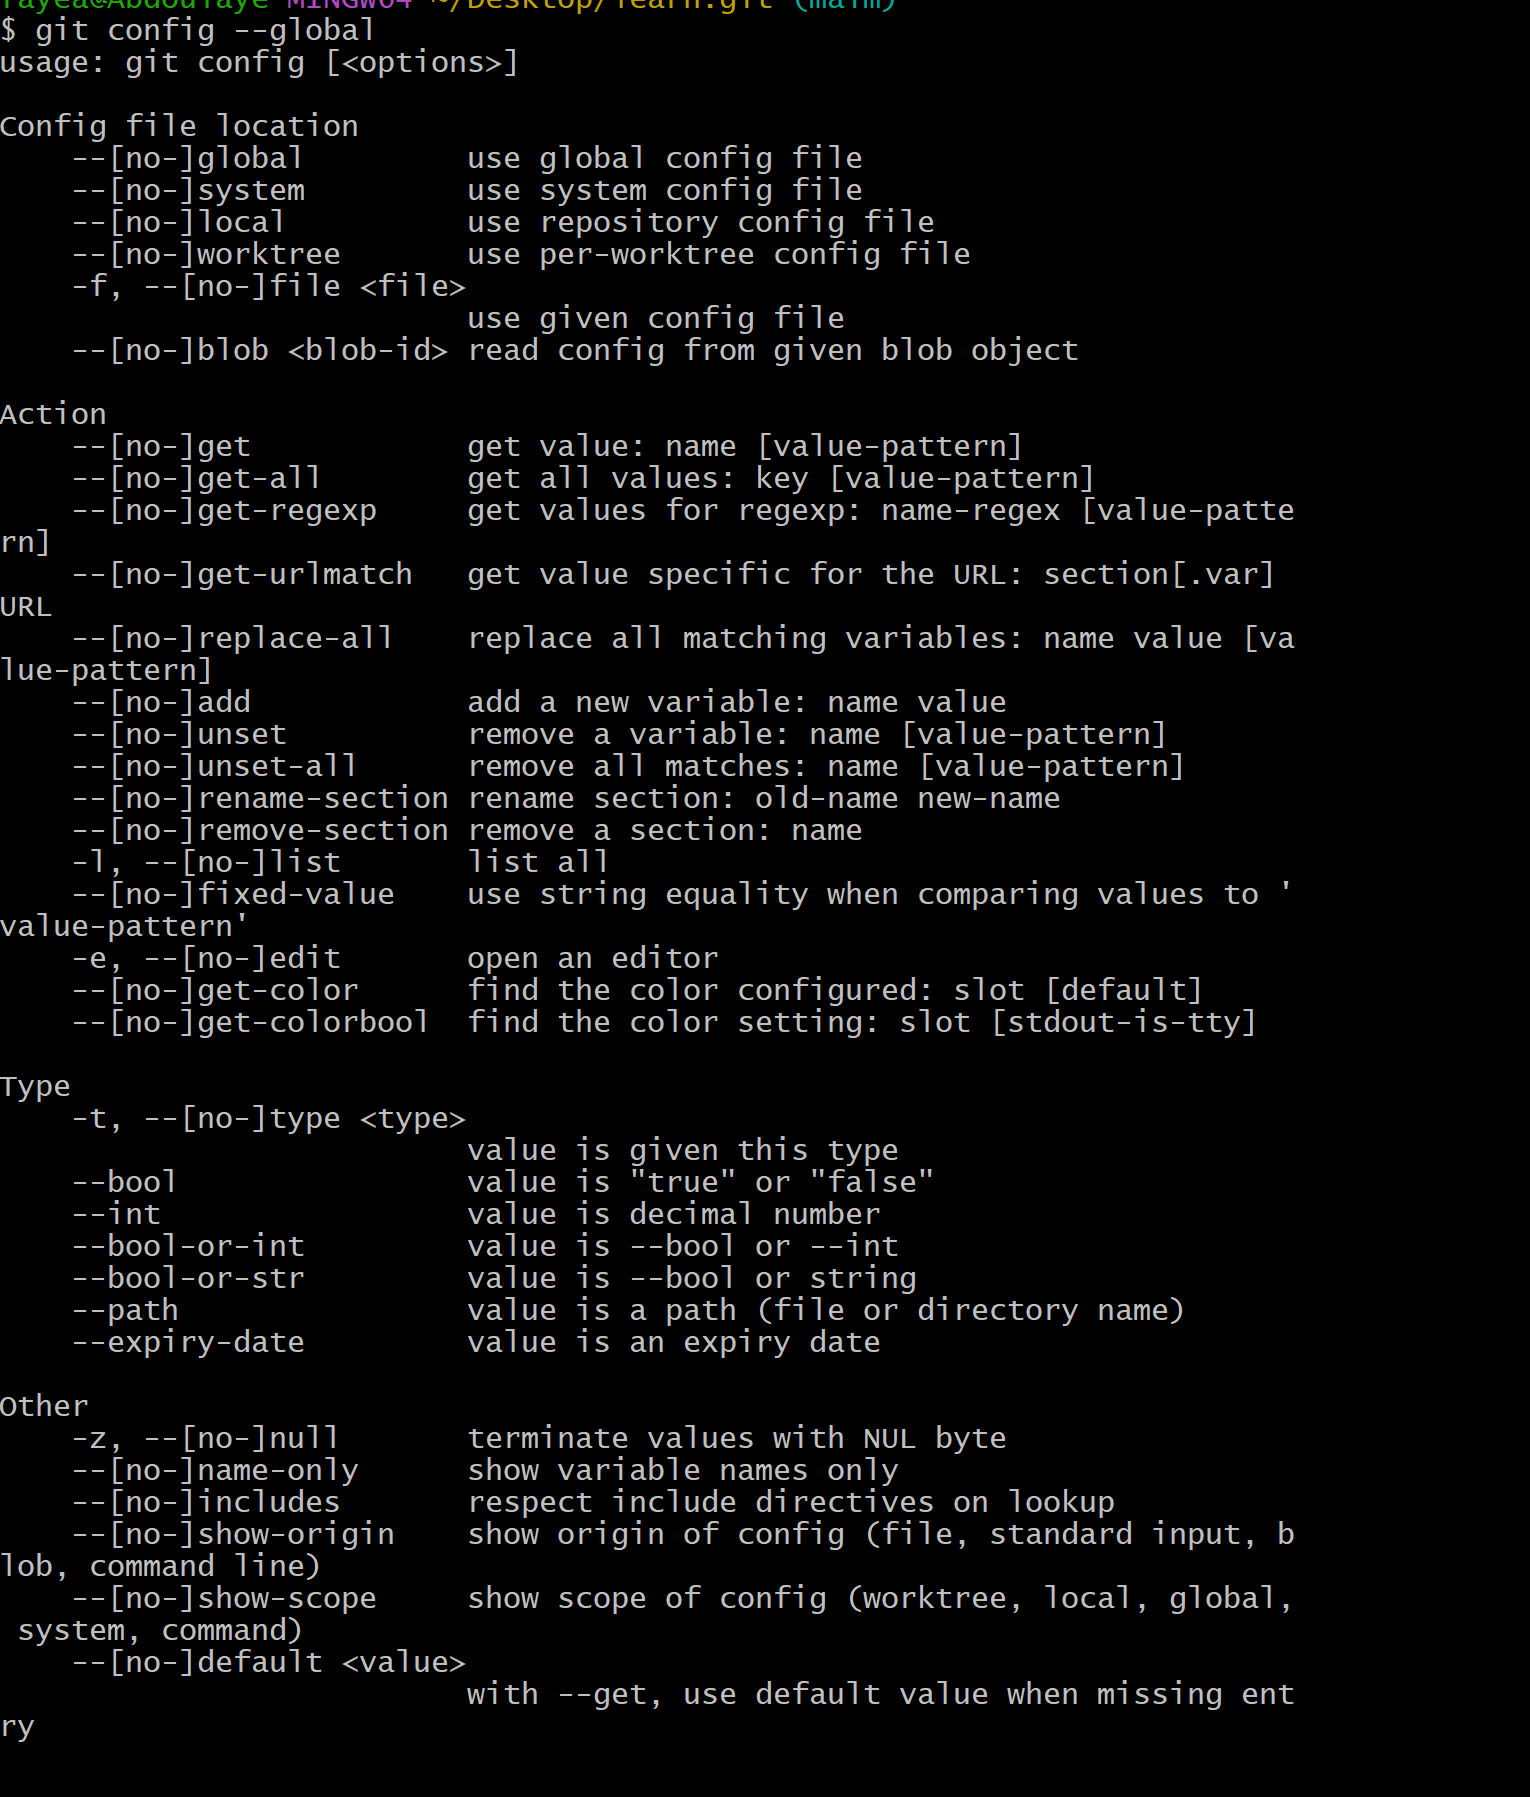 $ git config --global
usage: git config [<options>]
Config file location
    --[no-]global         use global config file
    --[no-]system         use system config file
    --[no-]local          use repository config file
    --[no-]worktree       use per-worktree config file
    -f, --[no-]file <file>
                          use given config file
    --[no-]blob <blob-id> read config from given blob object
Action
    --[no-]get            get value: name [value-pattern]
    --[no-]get-all        get all values: key [value-pattern]
    --[no-]get-regexp     get values for regexp: name-regex [value-patte
rn]
    --[no-]get-urlmatch   get value specific for the URL: section[.var]
URL
    --[no-]replace-all    replace all matching variables: name value [va
lue-pattern]
    --[no-]add            add a new variable: name value
    --[no-]unset          remove a variable: name [value-pattern]
    --[no-]unset-all      remove all matches: name [value-pattern]
    --[no-]rename-section rename section: old-name new-name
    --[no-]remove-section remove a section: name
    -l, --[no-]list       list all
    --[no-]fixed-value    use string equality when comparing values to '
value-pattern'
    -e, --[no-]edit       open an editor
    --[no-]get-color      find the color configured: slot [default]
    --[no-]get-colorbool  find the color setting: slot [stdout-is-tty]
Type
    -t, --[no-]type <type>
                          value is given this type
    --bool                value is "true" or "false"
    --int                 value is decimal number
    --bool-or-int         value is --bool or --int
    --bool-or-str         value is --bool or string
    --path                value is a path (file or directory name)
    --expiry-date         value is an expiry date
Other
    -z, --[no-]null       terminate values with NUL byte
    --[no-]name-only      show variable names only
    --[no-]includes       respect include directives on lookup
    --[no-]show-origin    show origin of config (file, standard input, b
lob, command line)
    --[no-]show-scope     show scope of config (worktree, local, global,
 system, command)
    --[no-]default <value>
                          with --get, use default value when missing ent
ry